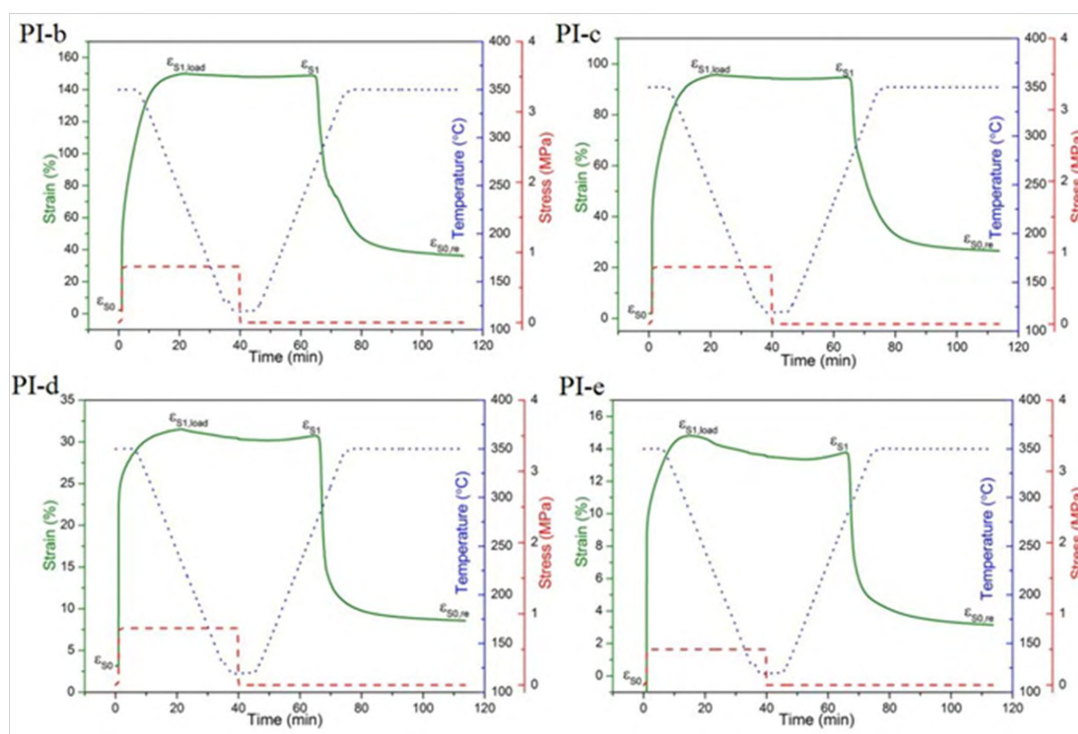 PI-b
160
140
120
100
80
60
40
20
0
Strain (%)
εS1,load
εS1
εS0,re
εS0
0 20 40 60 80 100 120
Time (min)
400
350
300
250
200
150
100
Temperature (°C)
4
3
2
1
0
Stress (MPa)
PI-c
100
80
60
40
20
0
Strain (%)
εS1,load
εS1
εS0,re
εS0
0 20 40 60 80 100 120
Time (min)
400
350
300
250
200
150
100
Temperature (°C)
4
3
2
1
0
Stress (MPa)
PI-d
35
30
25
20
15
10
5
0
Strain (%)
εS1,load
εS1
εS0,re
εS0
0 20 40 60 80 100 120
Time (min)
400
350
300
250
200
150
100
Temperature (°C)
4
3
2
1
0
Stress (MPa)
PI-e
16
14
12
10
8
6
4
2
0
Strain (%)
εS1,load
εS1
εS0,re
εS0
0 20 40 60 80 100 120
Time (min)
400
350
300
250
200
150
100
Temperature (°C)
4
3
2
1
0
Stress (MPa)